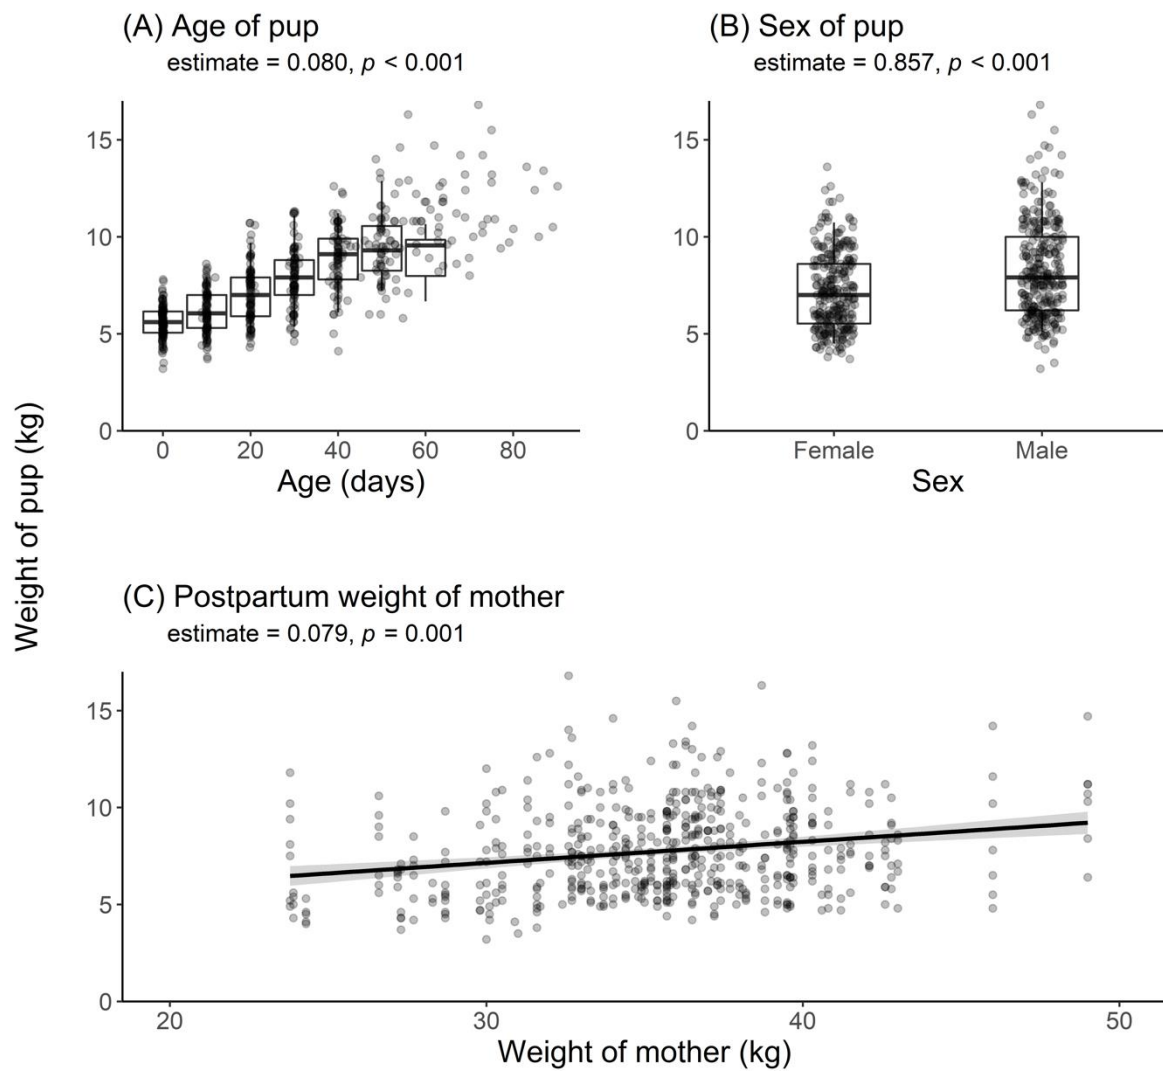 (A) Age of pup
estimate = 0.080, p < 0.001
15
10
5
0
0 20 40 60 80
Age (days)
(B) Sex of pup
estimate = 0.857, p < 0.001
15
10
5
0
Female Male
Sex
Weight of pup (kg)
(C) Postpartum weight of mother
estimate = 0.079, p = 0.001
15
10
5
0
20 30 40 50
Weight of mother (kg)